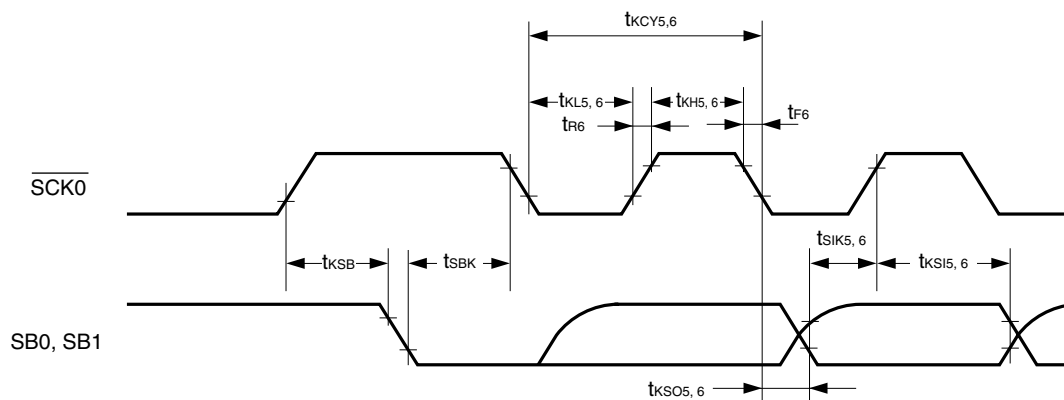 tKCY5,6
tKL5, 6
tKH5, 6
tR6
tF6
SCK0
tSIK5, 6
tKSB
tSBK
tKSI5, 6
SB0, SB1
tKSO5, 6